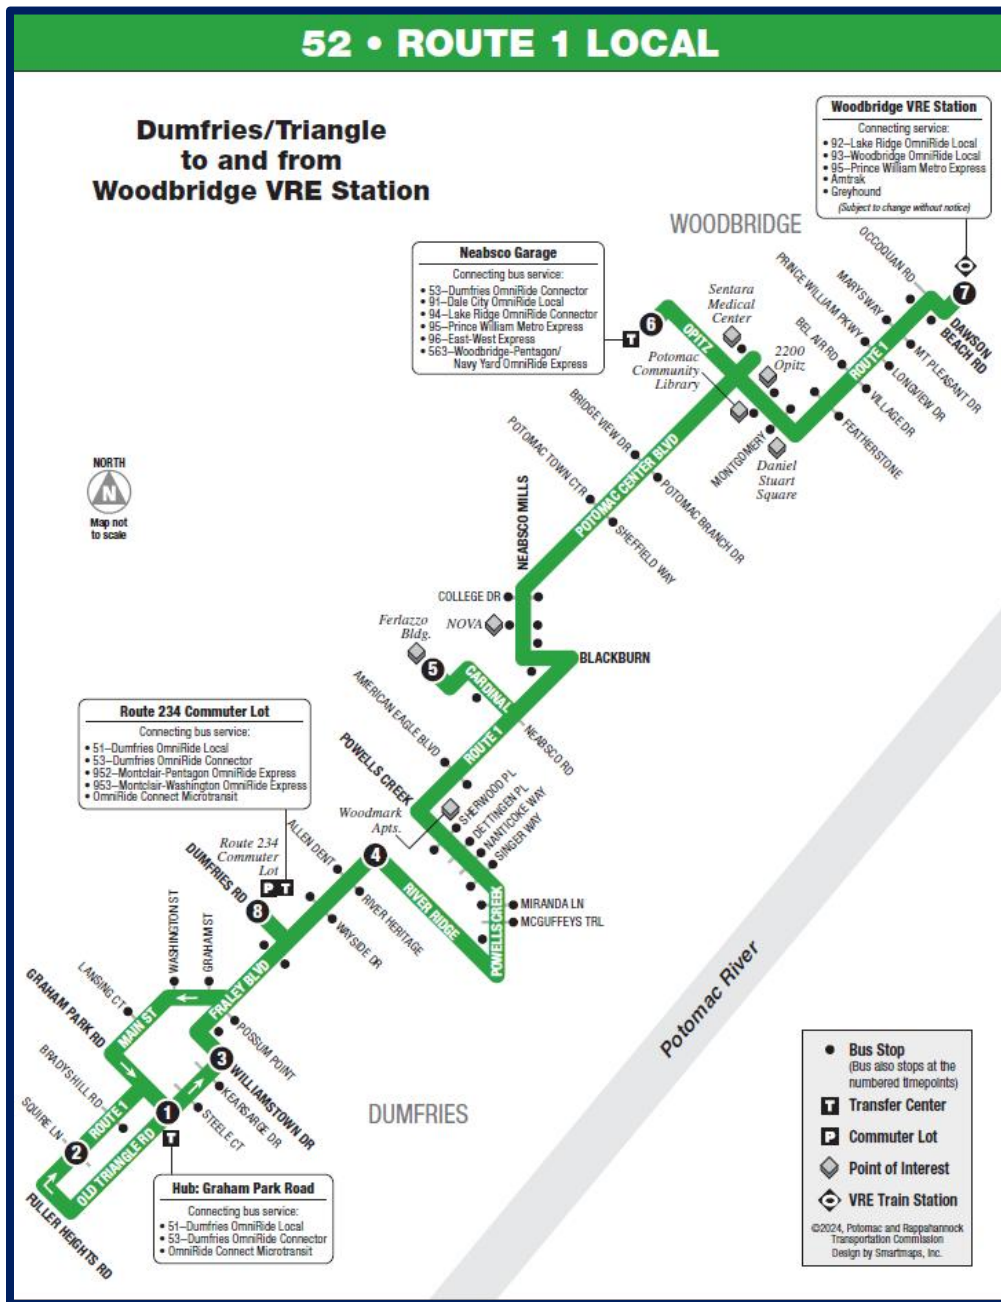 52 • ROUTE 1 LOCAL
Dumfries/Triangle
to and from
Woodbridge VRE Station
Woodbridge VRE Station
Connecting service:
• 92–Lake Ridge OmniRide Local
• 93–Woodbridge OmniRide Local
• 95–Prince William Metro Express
• Amtrak
• Greyhound
(Subject to change without notice)
WOODBRIDGE
Neabsco Garage
Connecting bus service:
• 53–Dumfries OmniRide Connector
• 91–Dale City OmniRide Local
• 94–Lake Ridge OmniRide Connector
• 95–Prince William Metro Express
• 96–East-West Express
• 563–Woodbridge-Pentagon/
Navy Yard OmniRide Express
T
6
OPITZ
Sentara
Medical
Center
2200
Opitz
Potomac
Community
Library
PRINCE WILLIAM PKWY
BEL AIR RD
MARYS WAY
OCCOQUAN RD
7
DAWSON
BEACH RD
ROUTE 1
MT PLEASANT DR
LONGVIEW DR
VILLAGE DR
FEATHERSTONE
MONTGOMERY
Daniel
Stuart
Square
BRIDGE VIEW DR
POTOMAC TOWN CTR
POTOMAC CENTER BLVD
POTOMAC BRANCH DR
SHEFFIELD WAY
NORTH
N
Map not
to scale
NEABSCO MILLS
COLLEGE DR
NOVA
Ferlazzo
Bldg.
5
CARDINAL
BLACKBURN
AMERICAN EAGLE BLVD
ROUTE 1
NEABSCO RD
POWELLS CREEK
Route 234 Commuter Lot
Connecting bus service:
• 51–Dumfries OmniRide Local
• 53–Dumfries OmniRide Connector
• 952–Montclair-Pentagon OmniRide Express
• 953–Montclair-Washington OmniRide Express
• OmniRide Connect Microtransit
Woodmark
Apts.
SHERWOOD PL
DETTINGEN PL
NANTICOKE WAY
SINGER WAY
Route 234
Commuter
Lot
P T
DUMFRIES RD
8
ALLEN DENT
4
RIVER RIDGE
RIVER HERITAGE
WAYSIDE DR
POWELLS CREEK
MIRANDA LN
MCGUFFEYS TRL
WASHINGTON ST
GRAHAM ST
FRALEY BLVD
LANSING CT
MAIN ST
GRAHAM PARK RD
POSSUM POINT
3
WILLIAMSTOWN DR
KEARSARGE DR
STEELE CT
BRADYS HILL RD
SQUIRE LN
ROUTE 1
1
T
2
OLD TRIANGLE RD
FULLER HEIGHTS RD
DUMFRIES
Potomac River
Hub: Graham Park Road
Connecting bus service:
• 51–Dumfries OmniRide Local
• 53–Dumfries OmniRide Connector
• OmniRide Connect Microtransit
Bus Stop
(Bus also stops at the
numbered timepoints)
T Transfer Center
P Commuter Lot
Point of Interest
VRE Train Station
©2024, Potomac and Rappahannock
Transportation Commission
Design by Smartmaps, Inc.